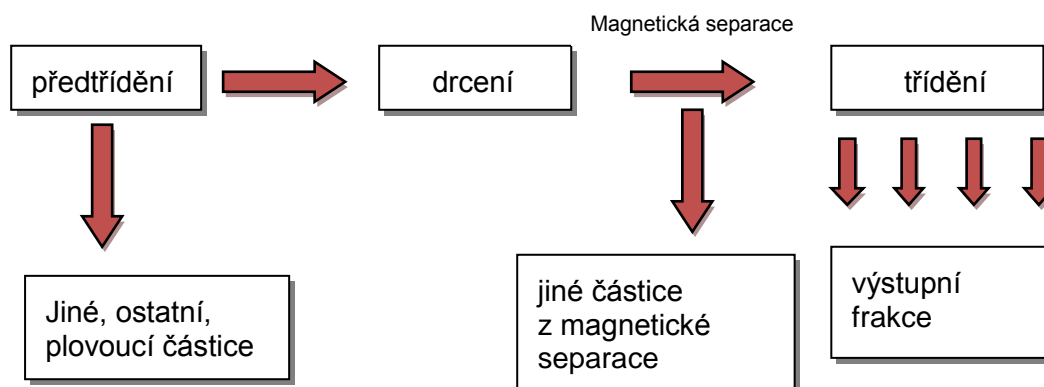 Magnetická separace
předtřídění
drcení
třídění
Jiné, ostatní,
plovoucí částice
jiné částice
z magnetické
separace
výstupní
frakce